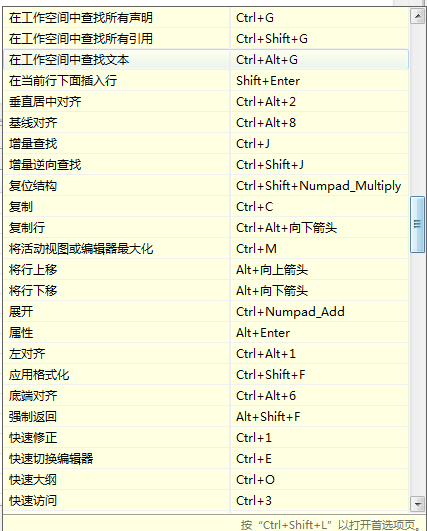 在工作空间中查找所有声明 Ctrl+G
在工作空间中查找所有引用 Ctrl+Shift+G
在工作空间中查找文本 Ctrl+Alt+G
在当前行下面插入行 Shift+Enter
垂直居中对齐 Ctrl+Alt+2
基线对齐 Ctrl+Alt+8
增量查找 Ctrl+J
增量逆向查找 Ctrl+Shift+J
复位结构 Ctrl+Shift+Numpad_Multiply
复制 Ctrl+C
复制行 Ctrl+Alt+向下箭头
将活动视图或编辑器最大化 Ctrl+M
将行上移 Alt+向上箭头
将行下移 Alt+向下箭头
展开 Ctrl+Numpad_Add
属性 Alt+Enter
左对齐 Ctrl+Alt+1
应用格式化 Ctrl+Shift+F
底端对齐 Ctrl+Alt+6
强制返回 Alt+Shift+F
快速修正 Ctrl+1
快速切换编辑器 Ctrl+E
快速大纲 Ctrl+O
快速访问 Ctrl+3
按“Ctrl+Shift+L”以打开首选项页。